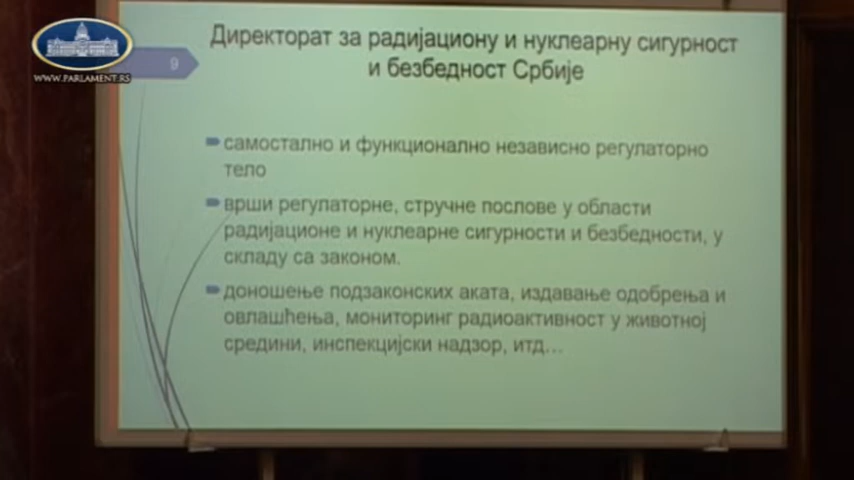 Директорат за радијациону и нуклеарну сигурност
и безбедност Србије
9
WWW.PARLAMENT.RS
самостално и функционално независно регулаторно
тело
врши регулаторне, стручне послове у области
радијационе и нуклеарне сигурности и безбедности, у
складу са законом.
доношење подзаконских аката, издавање одобрења и
овлашћења, мониторинг радиоактивност у животној
средини, инспекцијски надзор, итд...